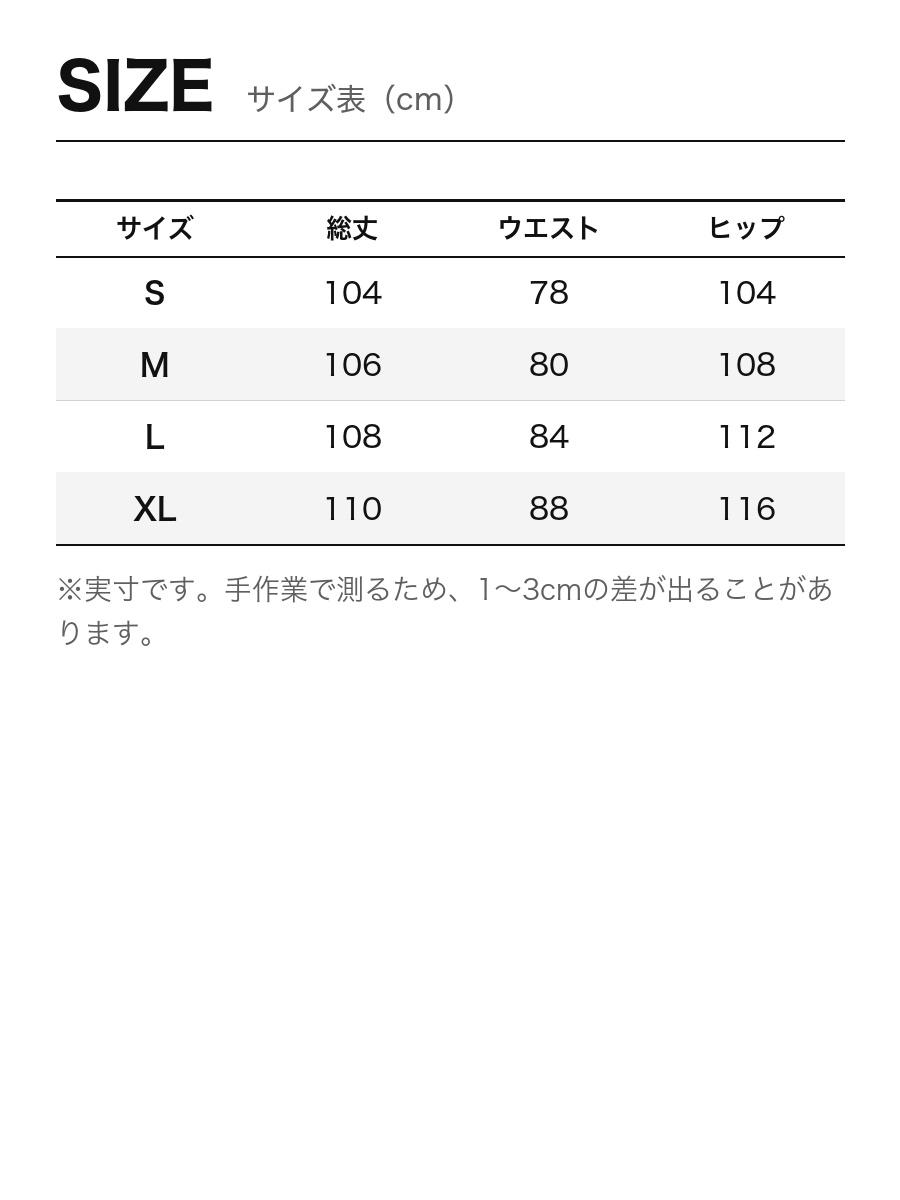 SIZE サイズ表（cm）
サイズ 総丈 ウエスト ヒップ
S 104 78 104
M 106 80 108
L 108 84 112
XL 110 88 116
※実寸です。手作業で測るため、1～3cmの差が出ることがあ
ります。